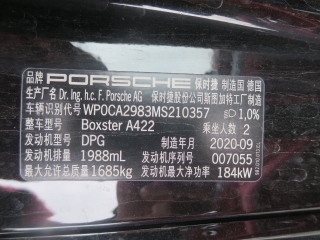 品牌 PORSCHE 保时捷 制造国 德国
生产厂名 Dr. Ing. h.c. F. Porsche AG 保时捷股份公司斯图加特工厂制造
车辆识别代号 WP0CA2983MS210357 1,0%
整车型号 Boxster A422 乘坐人数 2
发动机型号 DPG 制造年月 2020-09
发动机排量 1988mL 发动机序列号 007055
最大允许总质量 1685kg 发动机最大净功率 184kW